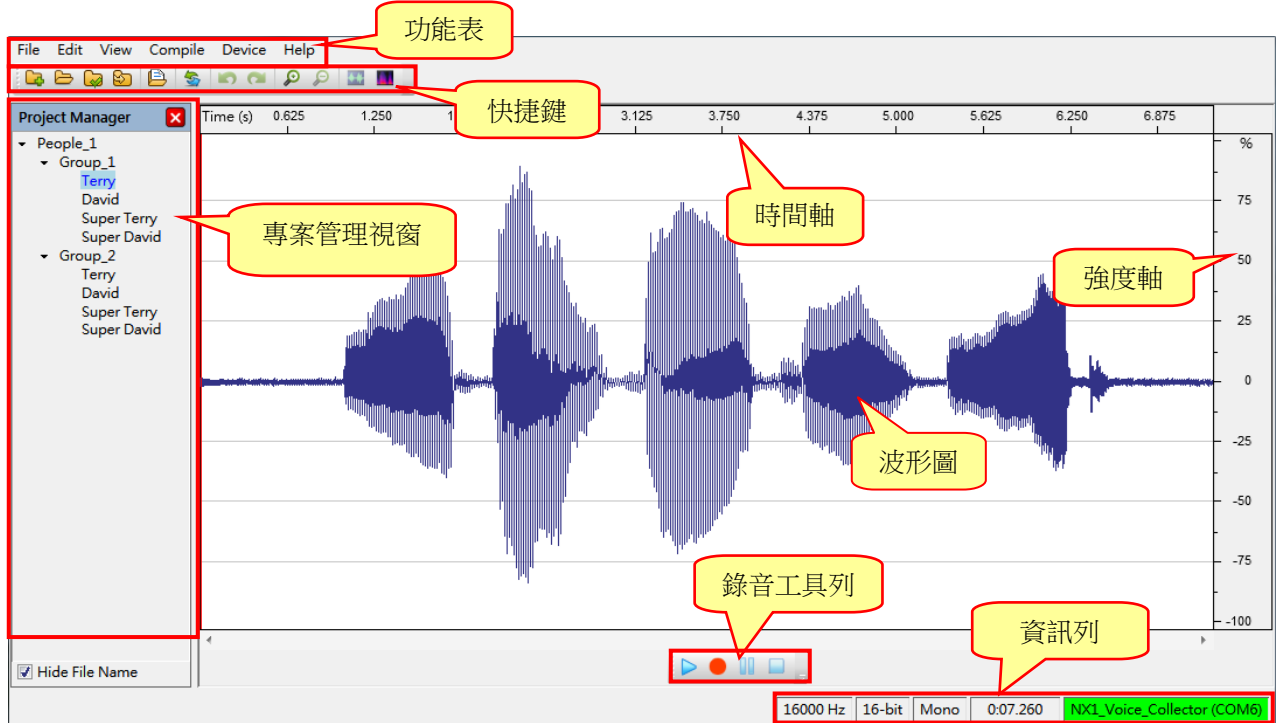 功能表
File Edit View Compile Device Help
快捷鍵
Project Manager
Time (s) 0.625 1.250 1 3.125 3.750 4.375 5.000 5.625 6.250 6.875
People_1
Group_1
Terry
David
Super Terry
Super David
Group_2
Terry
David
Super Terry
Super David
專案管理視窗
時間軸
強度軸
波形圖
%
75
50
25
0
-25
-50
-75
-100
錄音工具列
資訊列
Hide File Name
16000 Hz 16-bit Mono 0:07.260 NX1_Voice_Collector (COM6)